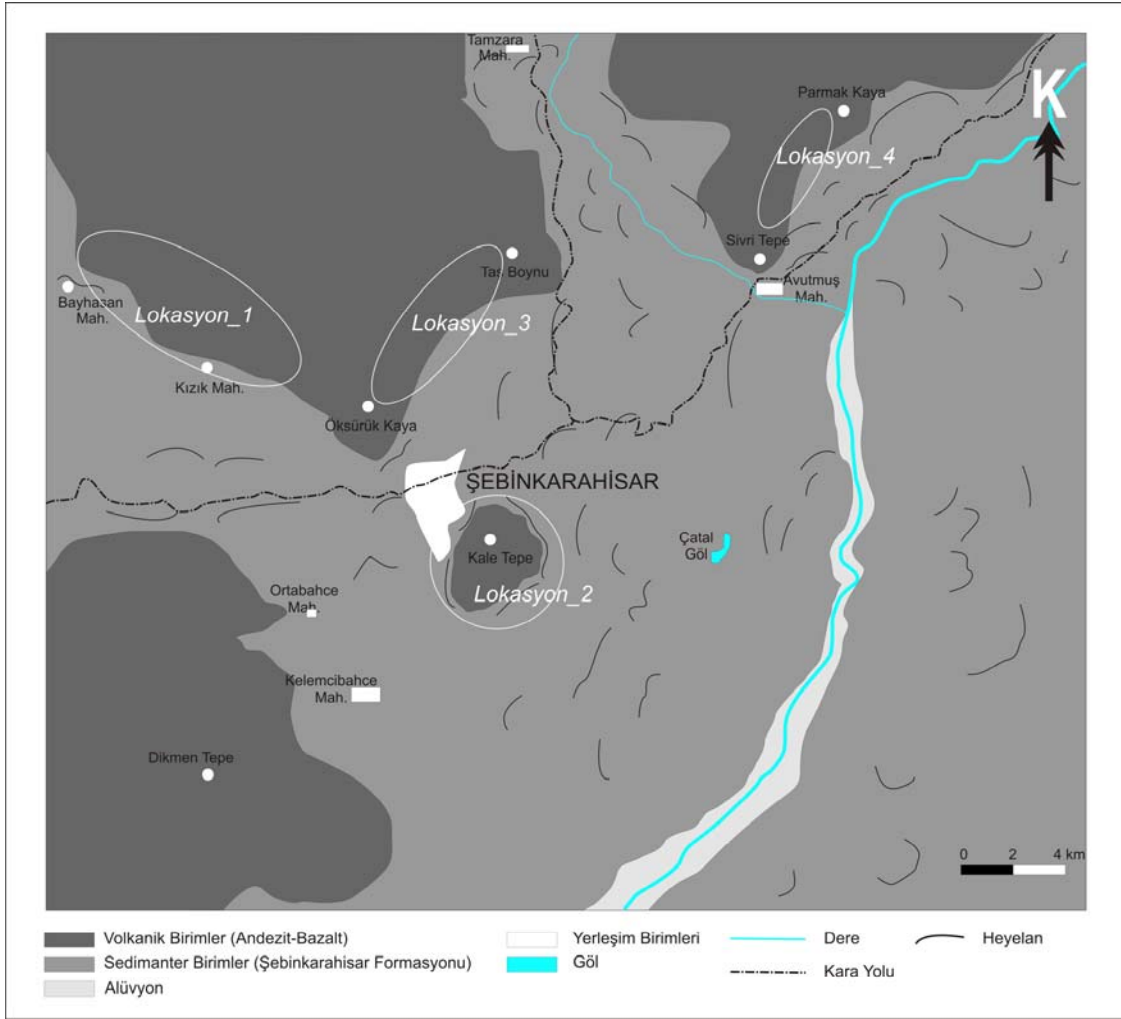 Tamzara
Mah.
Parmak Kaya
K
Lokasyon_4
Sivri Tepe
Taş Boynu
Avutmuş
Mah.
Bayhasan
Mah.
Lokasyon_1
Lokasyon_3
Kızık Mah.
Öksürük Kaya
ŞEBİNKARAHİSAR
Çatal
Göl
Kale Tepe
Ortabahce
Mah.
Lokasyon_2
Kelemcibahce
Mah.
Dikmen Tepe
0 2 4 km
Volkanik Birimler (Andezit-Bazalt)
Yerleşim Birimleri
Dere
Heyelan
Sedimanter Birimler (Şebinkarahisar Formasyonu)
Göl
Kara Yolu
Alüvyon